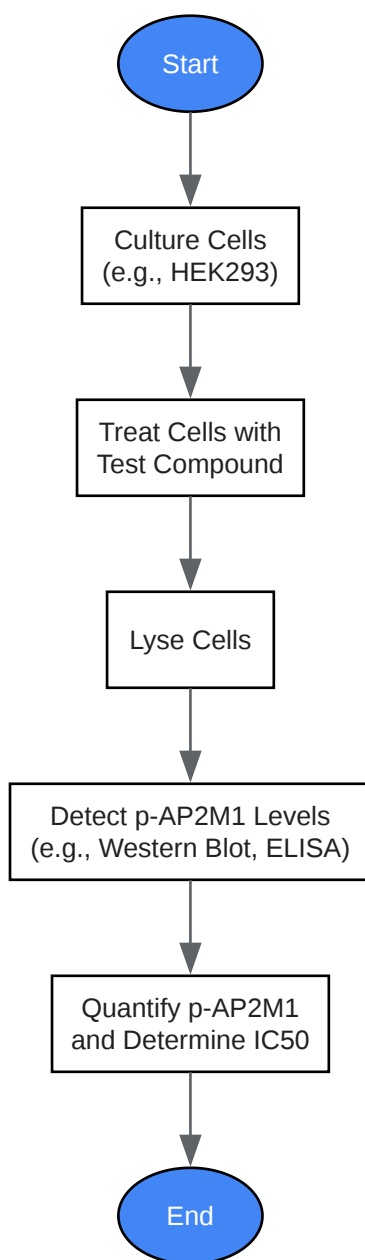 Start
Culture Cells
(e.g., HEK293)
Treat Cells with
Test Compound
Lyse Cells
Detect p-AP2M1 Levels
(e.g., Western Blot, ELISA)
Quantify p-AP2M1
and Determine IC50
End